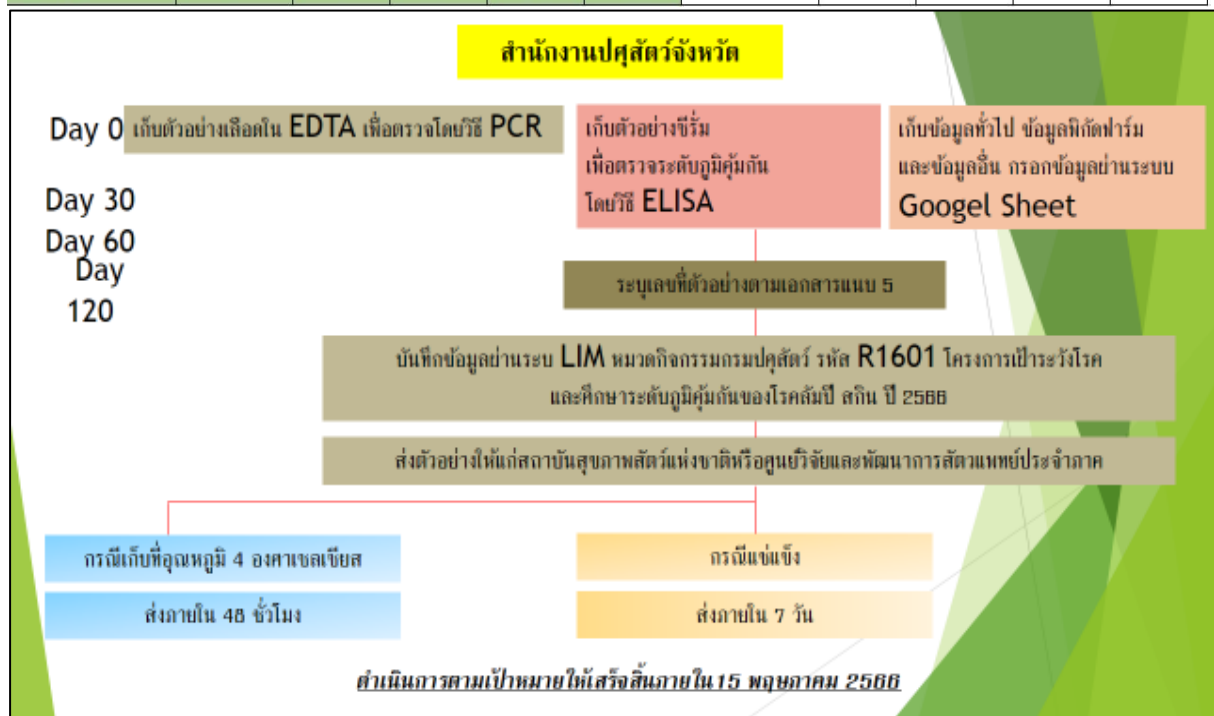 สำนักงานปศุสัตว์จังหวัด
Day 0
เก็บตัวอย่างเลือดใน EDTA เพื่อตรวจโดยวิธี PCR
เก็บตัวอย่างซีรั่ม
เพื่อตรวจระดับภูมิคุ้มกัน
โดยวิธี ELISA
เก็บข้อมูลทั่วไป ข้อมูลพิกัดฟาร์ม
และข้อมูลอื่น กรอกข้อมูลผ่านระบบ
Googel Sheet
Day 30
Day 60
Day
120
ระบุเลขที่ตัวอย่างตามเอกสารแนบ 5
บันทึกข้อมูลผ่านระบบ LIM หมวดกิจกรรมกรมปศุสัตว์ รหัส R1601 โครงการเฝ้าระวังโรค
และศึกษาระดับภูมิคุ้มกันของโรคลัมปี สกิน ปี 2566
ส่งตัวอย่างให้แก่สถาบันสุขภาพสัตว์แห่งชาติหรือศูนย์วิจัยและพัฒนาการสัตวแพทย์ประจำภาค
กรณีเก็บที่อุณหภูมิ 4 องศาเซลเซียส
กรณีแช่แข็ง
ส่งภายใน 48 ชั่วโมง
ส่งภายใน 7 วัน
ดำเนินการตามเป้าหมายให้เสร็จสิ้นภายใน 15 พฤษภาคม 2566